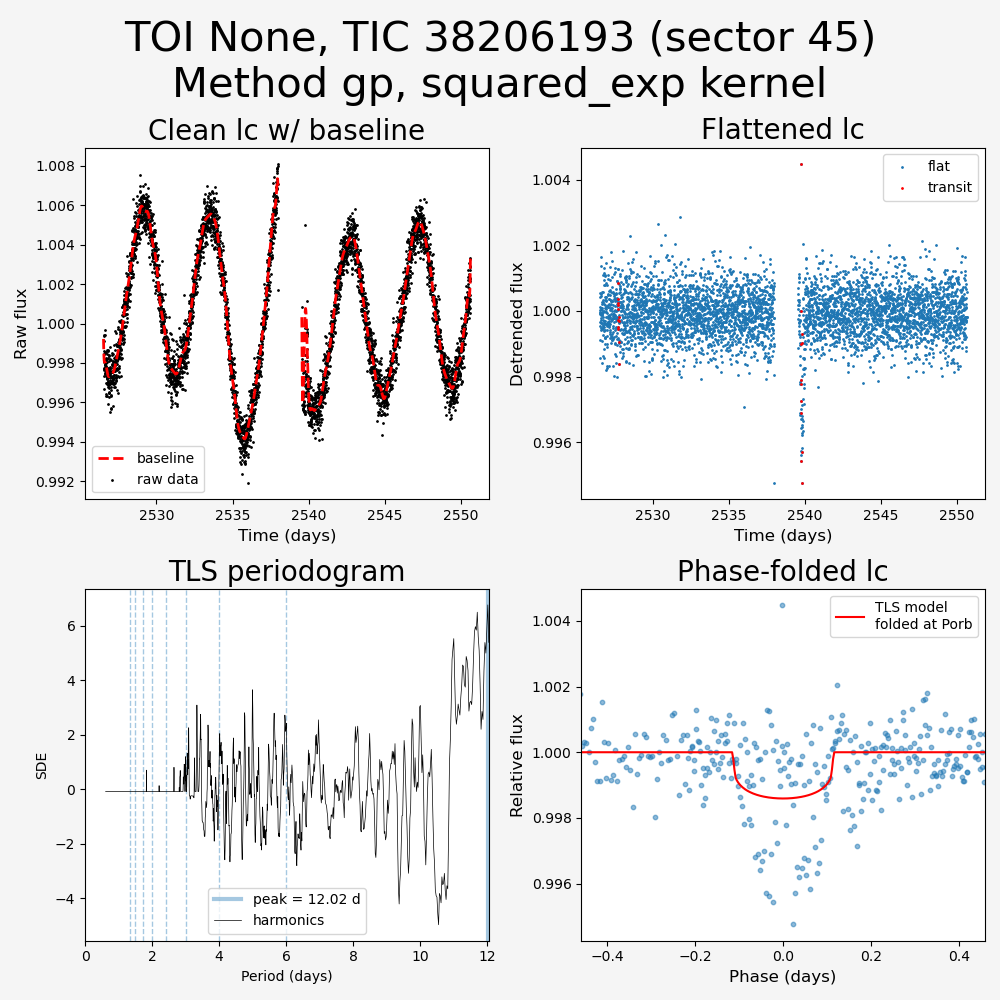 TOI None, TIC 38206193 (sector 45)
Method gp, squared_exp kernel
Clean lc w/ baseline
Raw flux
1.008
1.006
1.004
1.002
1.000
0.998
0.996
0.994
0.992
baseline
raw data
2530
2535
2540
2545
2550
Time (days)
Flattened lc
Detrended flux
1.004
1.002
1.000
0.998
0.996
flat
transit
2530
2535
2540
2545
2550
Time (days)
TLS periodogram
SDE
6
4
2
0
−2
−4
peak = 12.02 d
harmonics
0
2
4
6
8
10
12
Period (days)
Phase-folded lc
Relative flux
1.004
1.002
1.000
0.998
0.996
TLS model
folded at Porb
−0.4
−0.2
0.0
0.2
0.4
Phase (days)